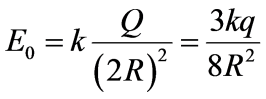 E₀ = k Q/(2R)² = 3kq/8R²